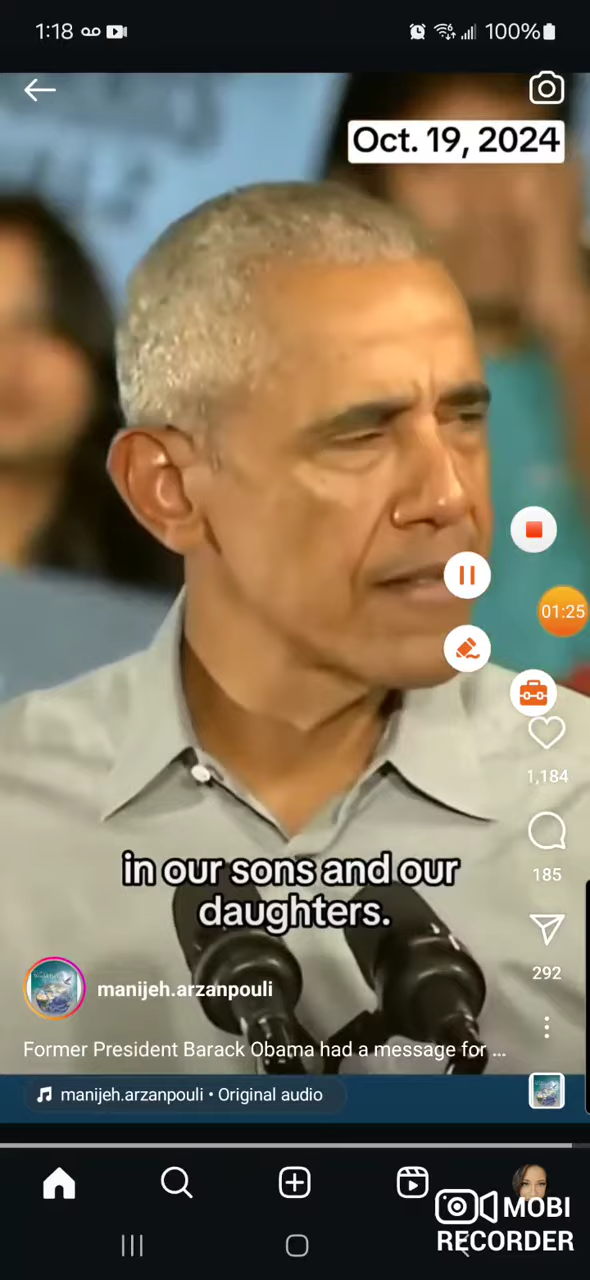 1:18
100%
Oct. 19, 2024
01:25
1,184
in our sons and our
daughters.
185
292
manijeh.arzanpouli
Former President Barack Obama had a message for ...
manijeh.arzanpouli • Original audio
MOBI
RECORDER